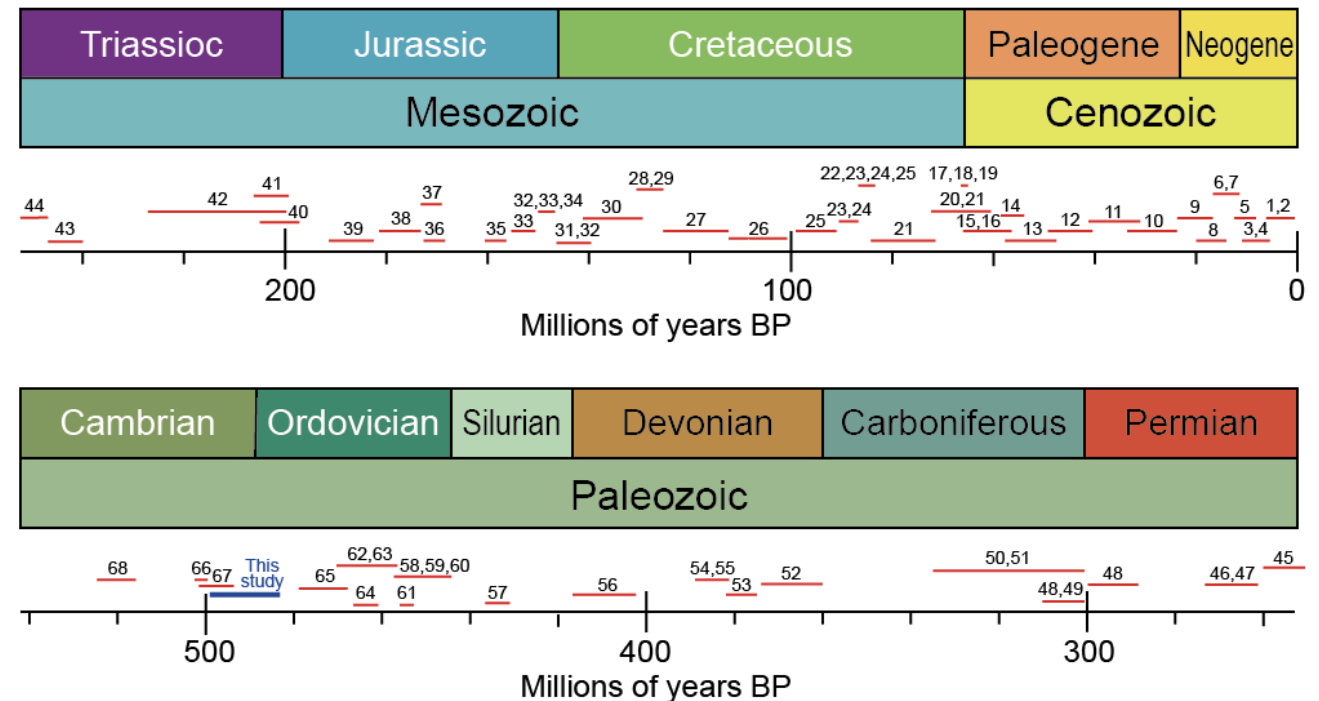 Triassioc Jurassic Cretaceous Paleogene Neogene
Mesozoic Cenozoic
44 43 42 41 40 39 38 37 36 35 33 32,33,34 31,32 30 28,29 27 26 25 23,24 22,23,24,25 21 20,21 17,18,19 15,16 14 13 12 11 10 9 8 6,7 5 3,4 1,2
200 100 0
Millions of years BP
Cambrian Ordovician Silurian Devonian Carboniferous Permian
Paleozoic
68 66 67 This
study 65 62,63 64 61 58,59,60 57 56 54,55 53 52 50,51 48,49 48 46,47 45
500 400 300
Millions of years BP